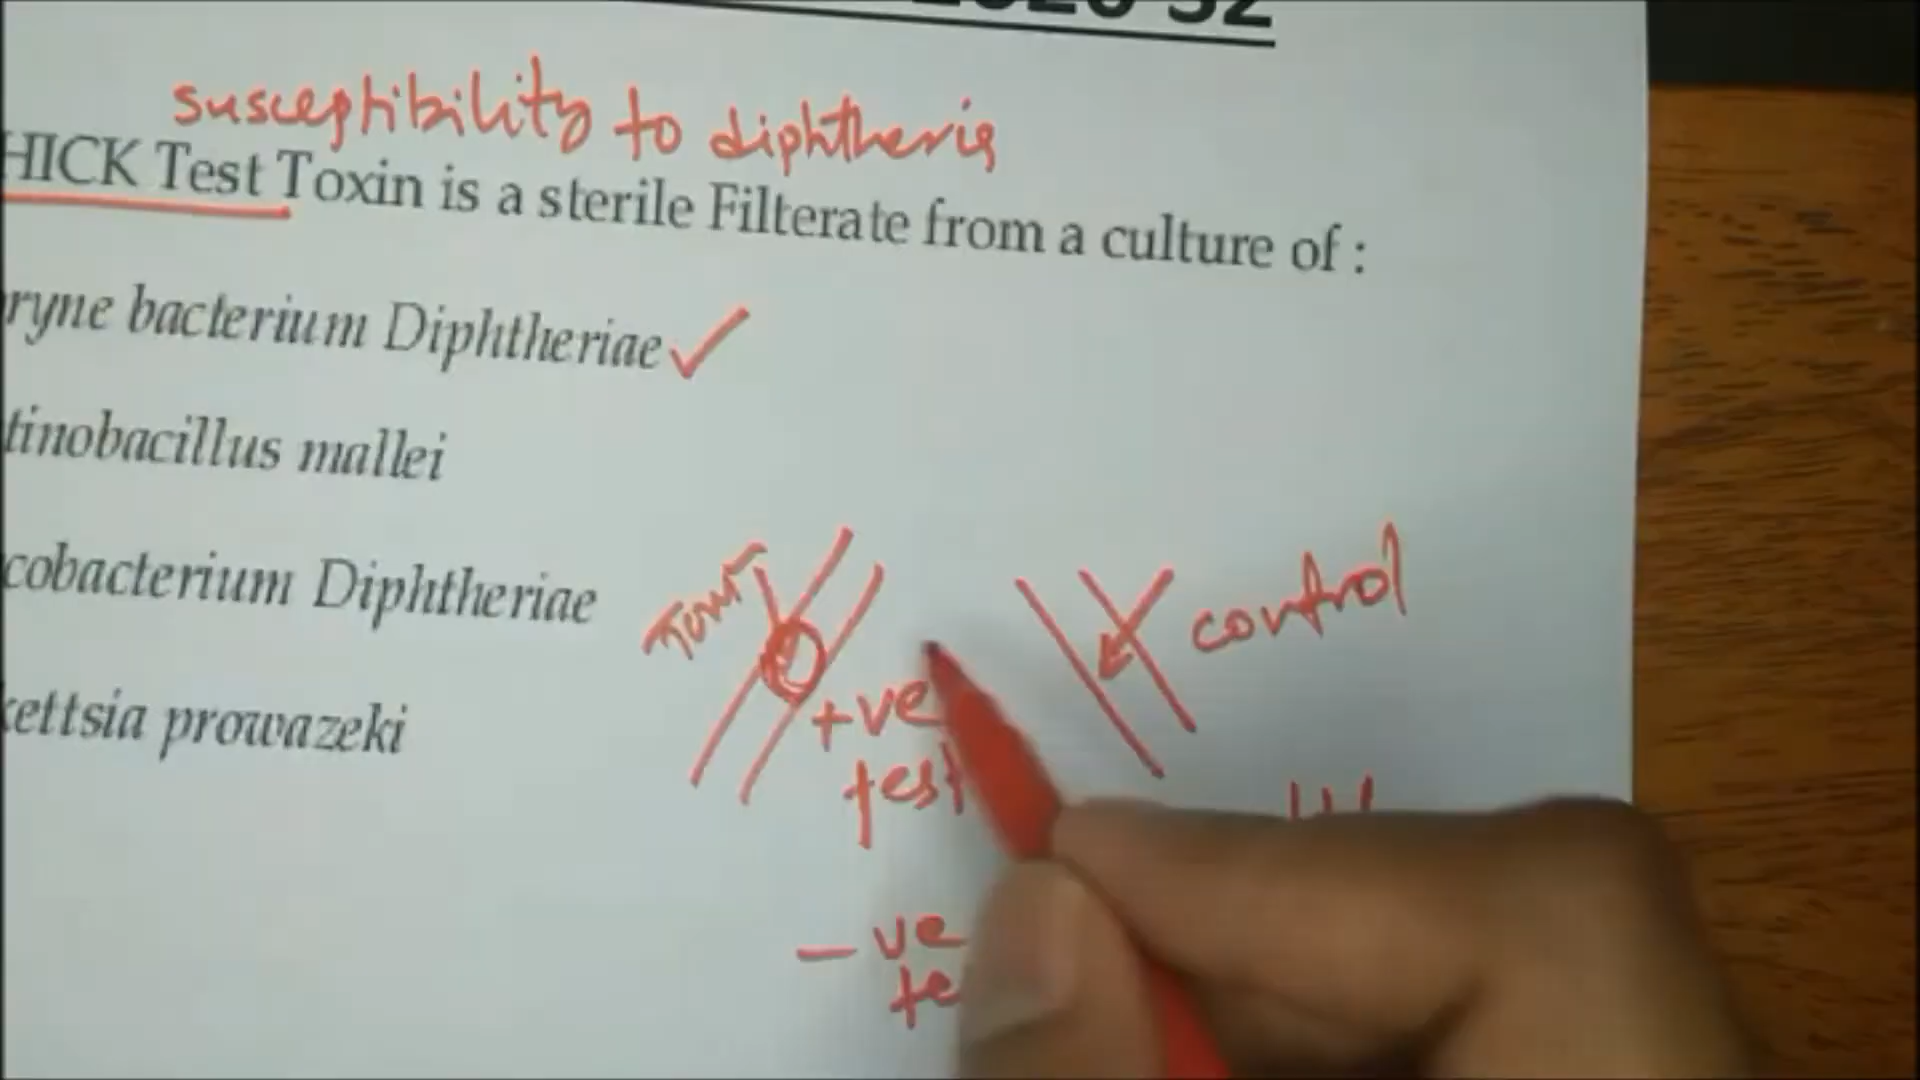 susceptibility to diphtheria
HICK Test Toxin is a sterile Filterate from a culture of :
ryne bacterium Diphtheriae
tinobacillus mallei
cobacterium Diphtheriae
kettsia prowazeki
control
+ve
test
- ve
te